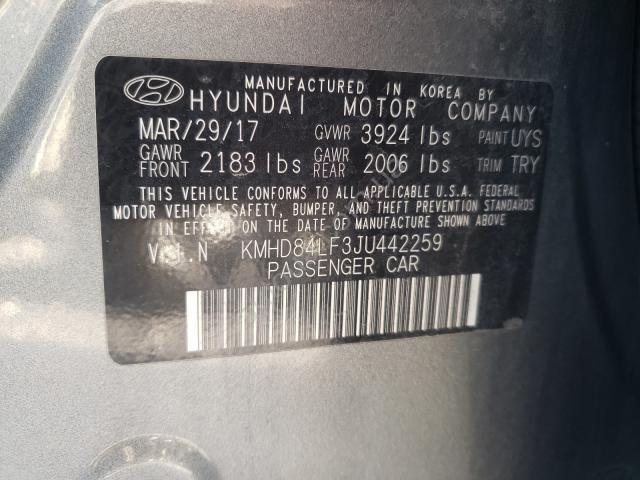 MANUFACTURED IN KOREA BY
HYUNDAI MOTOR COMPANY
MAR/29/17 GVWR 3924 lbs PAINT UYS
GAWR FRONT 2183 lbs GAWR REAR 2006 lbs TRIM TRY
THIS VEHICLE CONFORMS TO ALL APPLICABLE U.S.A. FEDERAL
MOTOR VEHICLE SAFETY, BUMPER, AND THEFT PREVENTION STANDARDS
IN EFFECT ON THE DATE OF MANUFACTURE SHOWN ABOVE.
V.I.N KMHD84LF3JU442259
PASSENGER CAR